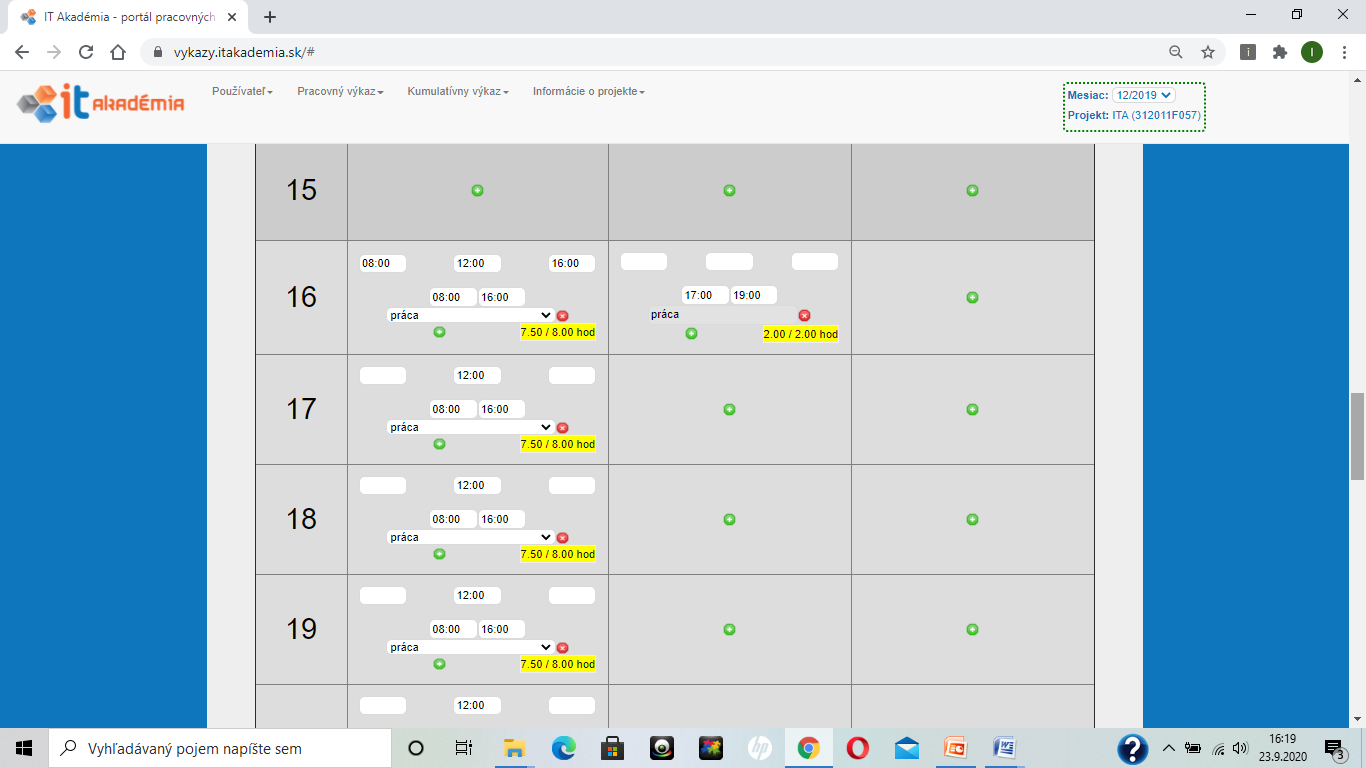 IT Akadémia - portál pracovných
vykazy.itakademia.sk/#
I
it akadémia
Používateľ
Pracovný výkaz
Kumulatívny výkaz
Informácie o projekte
Mesiac: 12/2019
Projekt: ITA (312011F057)
15
16
08:00 12:00 16:00
08:00 16:00
práca
7.50 / 8.00 hod
17:00 19:00
práca
2.00 / 2.00 hod
17
12:00
08:00 16:00
práca
7.50 / 8.00 hod
18
12:00
08:00 16:00
práca
7.50 / 8.00 hod
19
12:00
08:00 16:00
práca
7.50 / 8.00 hod
12:00
Vyhľadávaný pojem napíšte sem
hp
16:19
23.9.2020
3